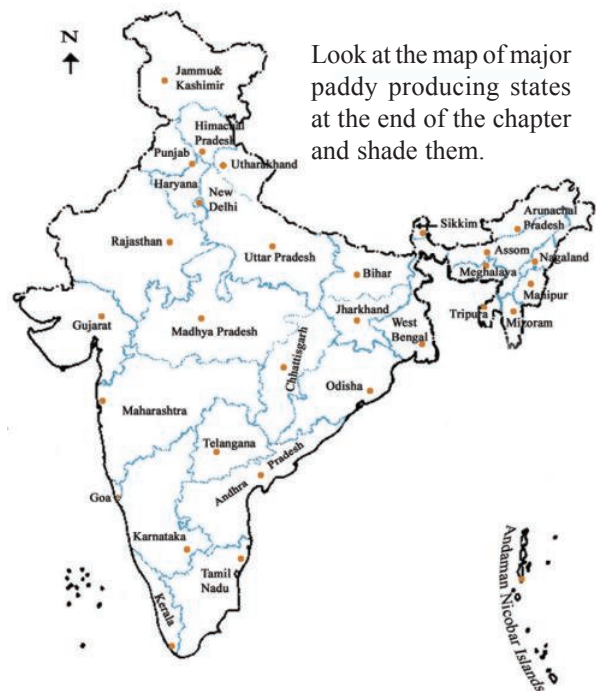 N
Look at the map of major
paddy producing states
at the end of the chapter
and shade them.
Jammu&
Kashimir
Himachal
Pradesh
Punjab
Utharakhand
Haryana
New
Delhi
Rajasthan
Uttar Pradesh
Sikkim
Arunachal
Pradesh
Assom
Nagaland
Meghalaya
Manipur
Tripura
Mizoram
Bihar
Jharkhand
West
Bengal
Gujarat
Madhya Pradesh
Chhattisgarh
Odisha
Maharashtra
Telangana
Andhra Pradesh
Goa
Karnataka
Tamil
Nadu
Kerala
Andaman Nicobar Islands